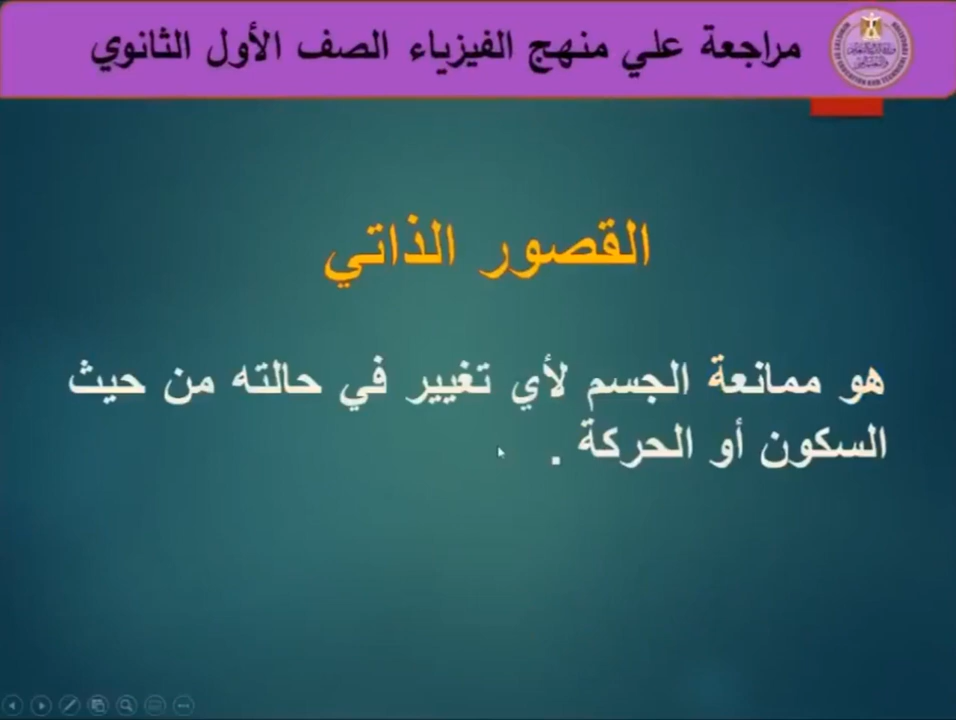 مراجعة علي منهج الفيزياء الصف الأول الثانوي
القصور الذاتي
هو ممانعة الجسم لأي تغيير في حالته من حيث
السكون أو الحركة .